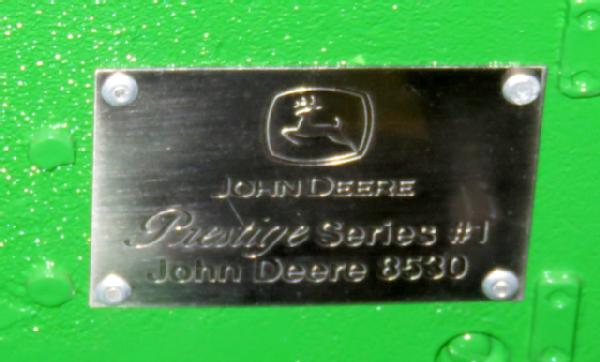 JOHN DEERE
Prestige Series #1
John Deere 8530